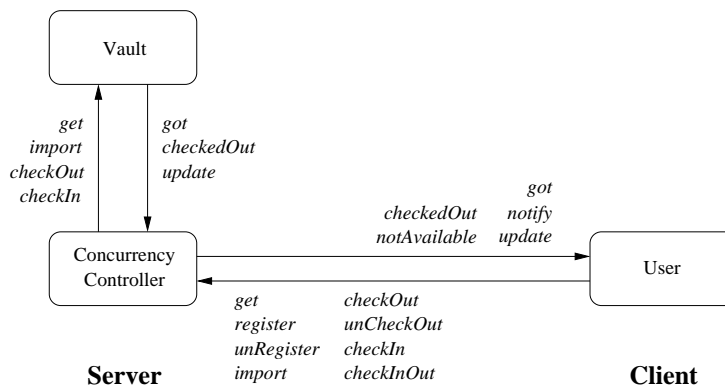 Vault
get
import
checkOut
checkIn
got
checkedOut
update
checkedOut
notAvailable
got
notify
update
Concurrency
Controller
User
get
register
unRegister
import
checkOut
unCheckOut
checkIn
checkInOut
Server
Client